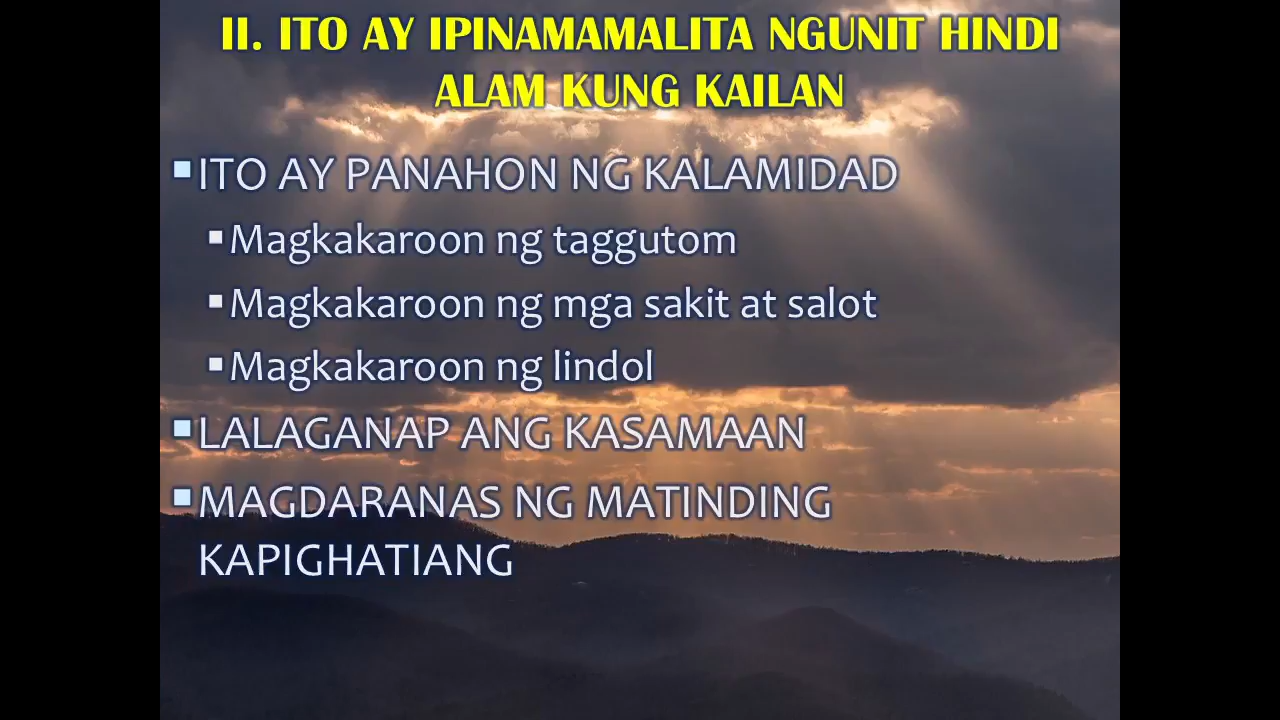 II. ITO AY IPINAMAMALITA NGUNIT HINDI
ALAM KUNG KAILAN
ITO AY PANAHON NG KALAMIDAD
Magkakaroon ng taggutom
Magkakaroon ng mga sakit at salot
Magkakaroon ng lindol
LALAGANAP ANG KASAMAAN
MAGDARANAS NG MATINDING
KAPIGHATIANG